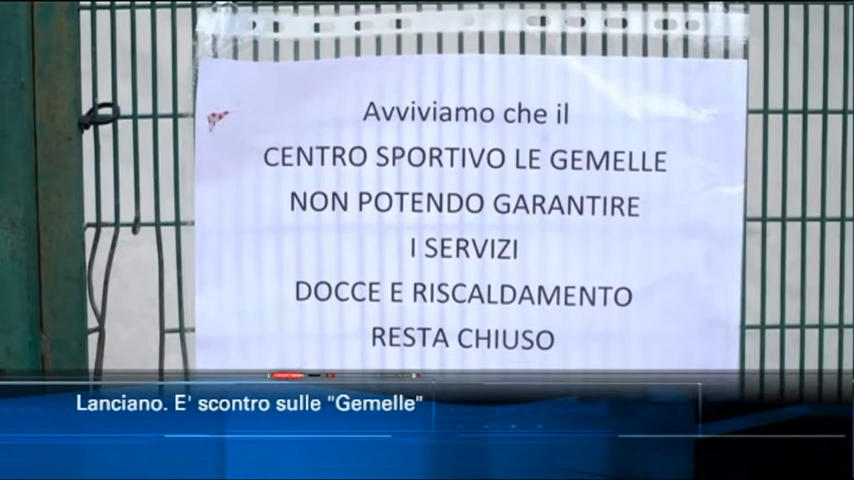 Avviviamo che il
CENTRO SPORTIVO LE GEMELLE
NON POTENDO GARANTIRE
I SERVIZI
DOCCE E RISCALDAMENTO
RESTA CHIUSO
Lanciano. E' scontro sulle "Gemelle"